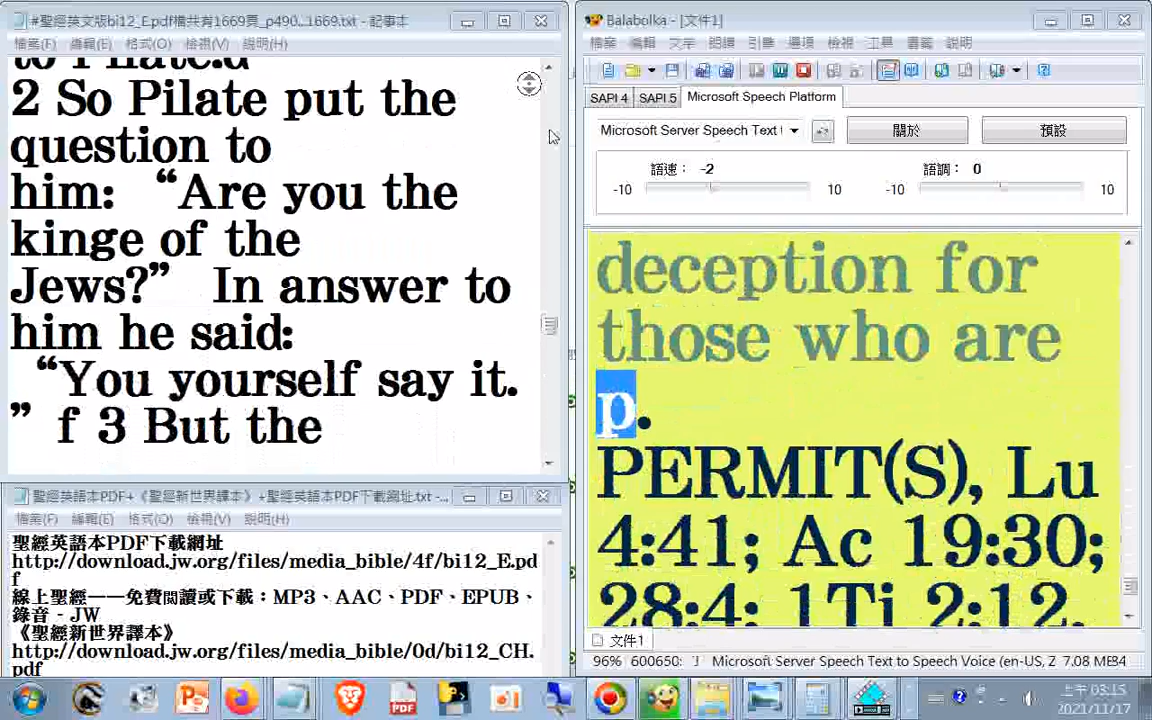 #聖經英文版bi12_E.pdf檔共有1669頁_p490...1669.txt - 記事本
檔案(F) 編輯(E) 格式(O) 檢視(V) 說明(H)
to Pilate.d
2 So Pilate put the
question to
him: “Are you the
kinge of the
Jews?” In answer to
him he said:
“You yourself say it.
” f 3 But the
聖經英語本PDF+《聖經新世界譯本》+聖經英語本PDF下載網址.txt -...
檔案(F) 編輯(E) 格式(O) 檢視(V) 說明(H)
聖經英語本PDF下載網址
http://download.jw.org/files/media_bible/4f/bi12_E.pd
f
線上聖經——免費閱讀或下載：MP3、AAC、PDF、EPUB、
錄音 - JW
《聖經新世界譯本》
http://download.jw.org/files/media_bible/0d/bi12_CH.
pdf
Balabolka - [文件1]
檔案 編輯 文字 朗讀 引擎 選項 檢視 工具 書籤 說明
SAPI 4 SAPI 5 Microsoft Speech Platform
Microsoft Server Speech Text
關於 預設
語速： -2 語調： 0
-10 10 -10 10
deception for
those who are
p.
PERMIT(S), Lu
4:41; Ac 19:30;
28:4; 1Ti 2:12.
文件1
96% 600650: Microsoft Server Speech Text to Speech Voice (en-US, Z 7.08 MB
上午 03:15
2021/11/17